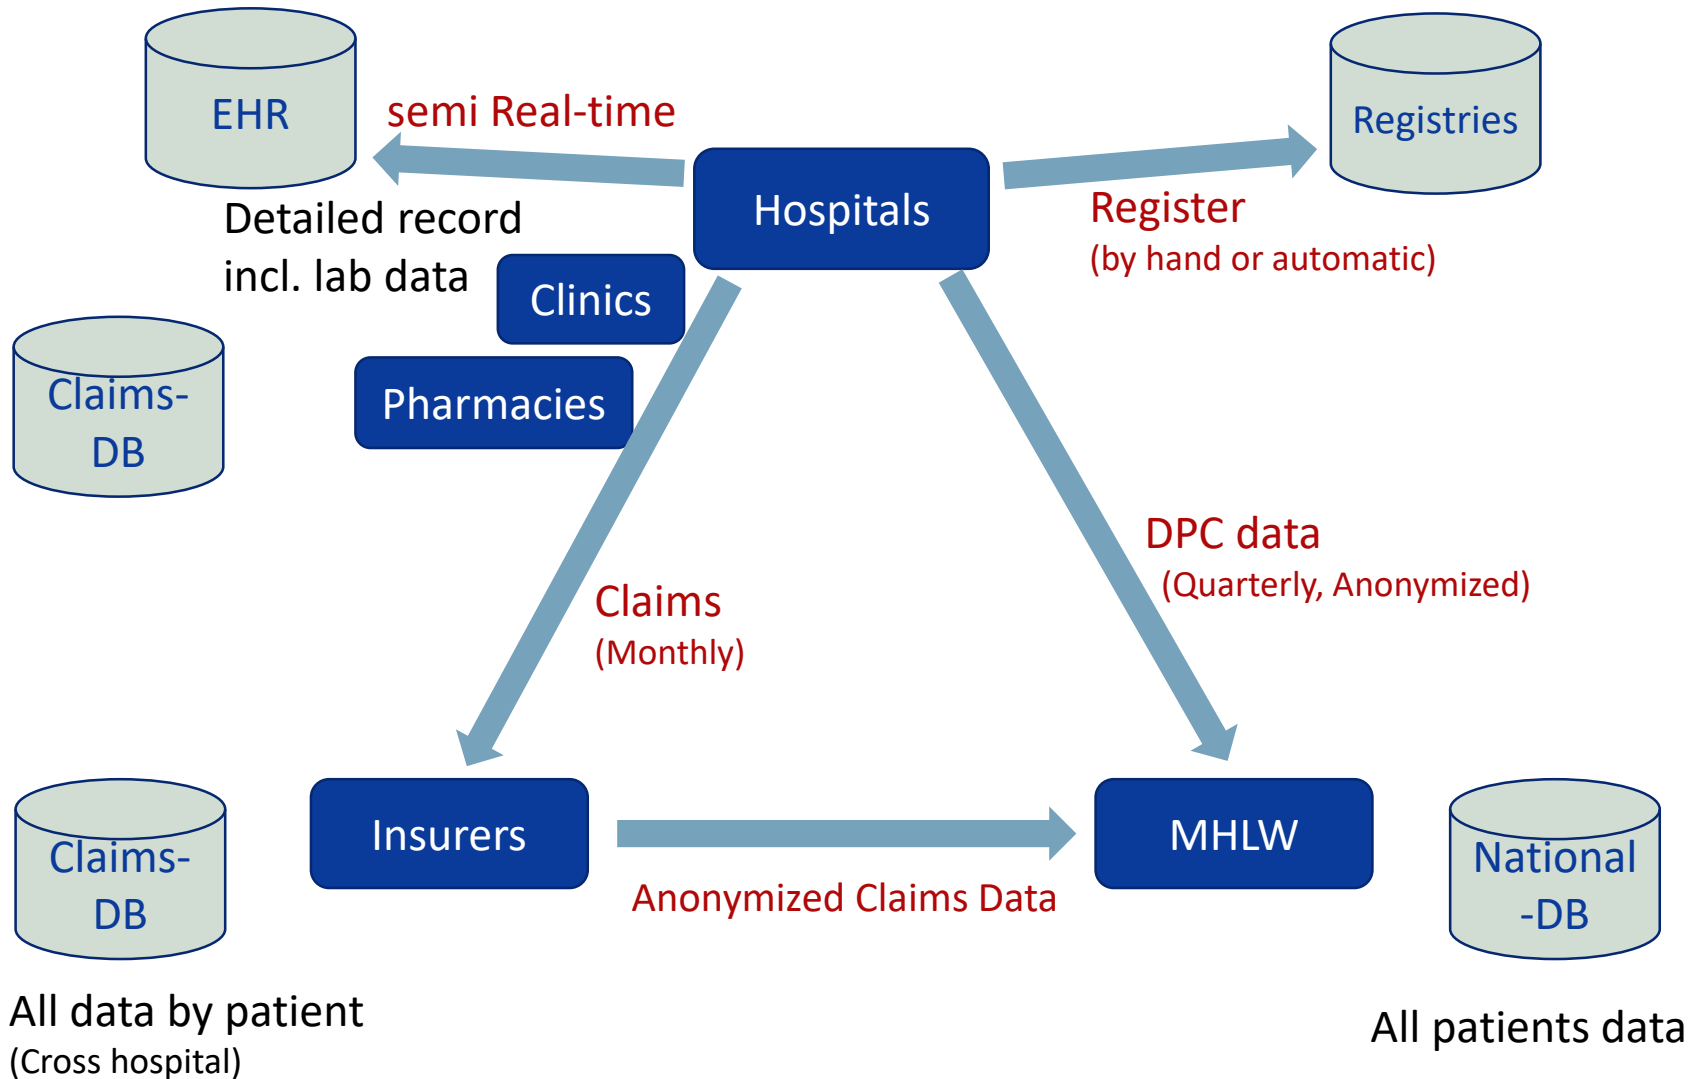 EHR
semi Real-time
Registries
Hospitals
Detailed record
incl. lab data
Register
(by hand or automatic)
Clinics
Claims-
DB
Pharmacies
DPC data
(Quarterly, Anonymized)
Claims
(Monthly)
Claims-
DB
Insurers
MHLW
National
-DB
Anonymized Claims Data
All data by patient
(Cross hospital)
All patients data